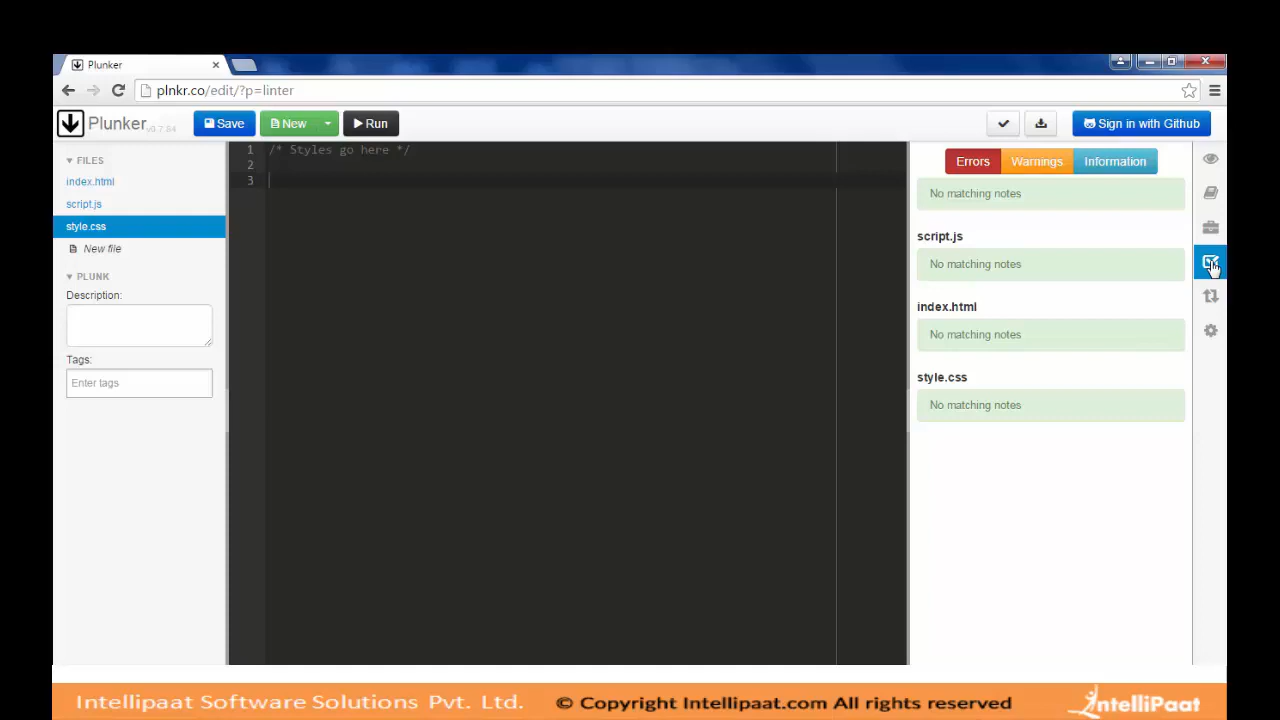 Plunker
plnkr.co/edit/?p=linter
Plunker v0.7.84 Save New Run Sign in with Github
FILES
index.html
script.js
style.css
New file
PLUNK
Description:
Tags:
Enter tags
1 /* Styles go here */
2
3
Errors Warnings Information
No matching notes
script.js
No matching notes
index.html
No matching notes
style.css
No matching notes
Intellipaat Software Solutions Pvt. Ltd. © Copyright Intellipaat.com All rights reserved IntelliPaat